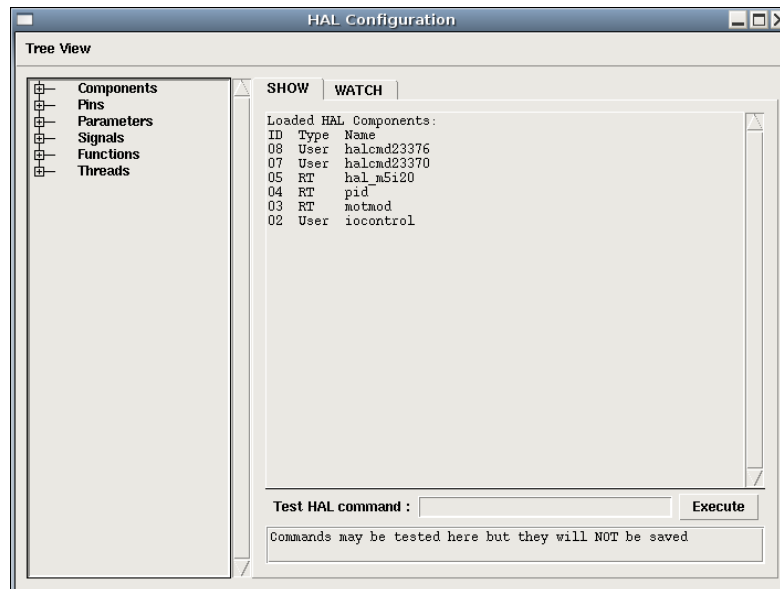 HAL Configuration
Tree View
Components
Pins
Parameters
Signals
Functions
Threads
SHOW WATCH
Loaded HAL Components:
ID Type Name
08 User halcmd23376
07 User halcmd23370
05 RT hal_m5i20
04 RT pid
03 RT motmod
02 User iocontrol
Test HAL command : Execute
Commands may be tested here but they will NOT be saved